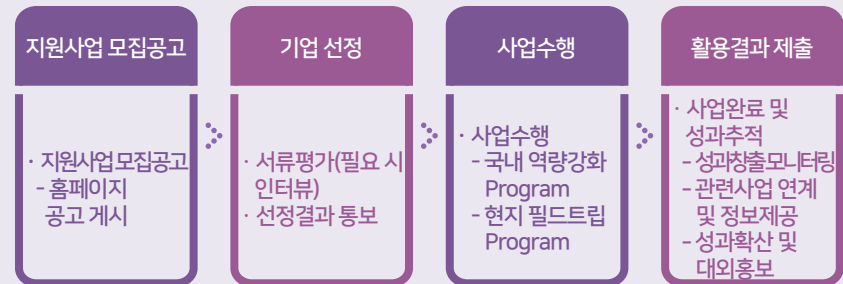 지원사업 모집공고
· 지원사업 모집공고
- 홈페이지
공고 게시
기업 선정
· 서류평가(필요 시
인터뷰)
· 선정결과 통보
사업수행
· 사업수행
- 국내 역량강화
Program
- 현지 필드트립
Program
활용결과 제출
· 사업완료 및
성과추적
- 성과창출모니터링
- 관련사업 연계
및 정보제공
- 성과확산 및
대외홍보